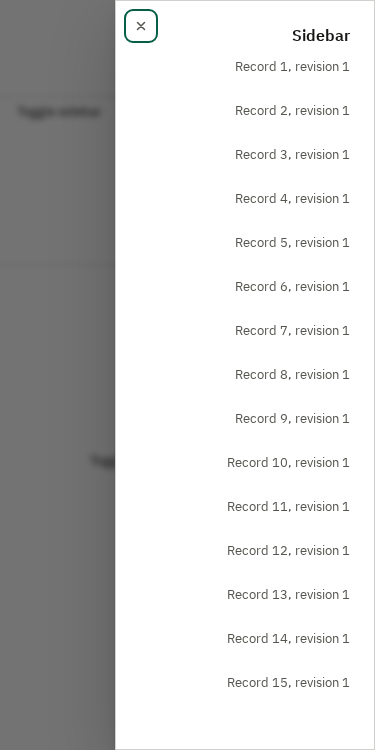 Sidebar
Record 1, revision 1
Record 2, revision 1
Record 3, revision 1
Record 4, revision 1
Record 5, revision 1
Record 6, revision 1
Record 7, revision 1
Record 8, revision 1
Record 9, revision 1
Record 10, revision 1
Record 11, revision 1
Record 12, revision 1
Record 13, revision 1
Record 14, revision 1
Record 15, revision 1
Toggle sidebar